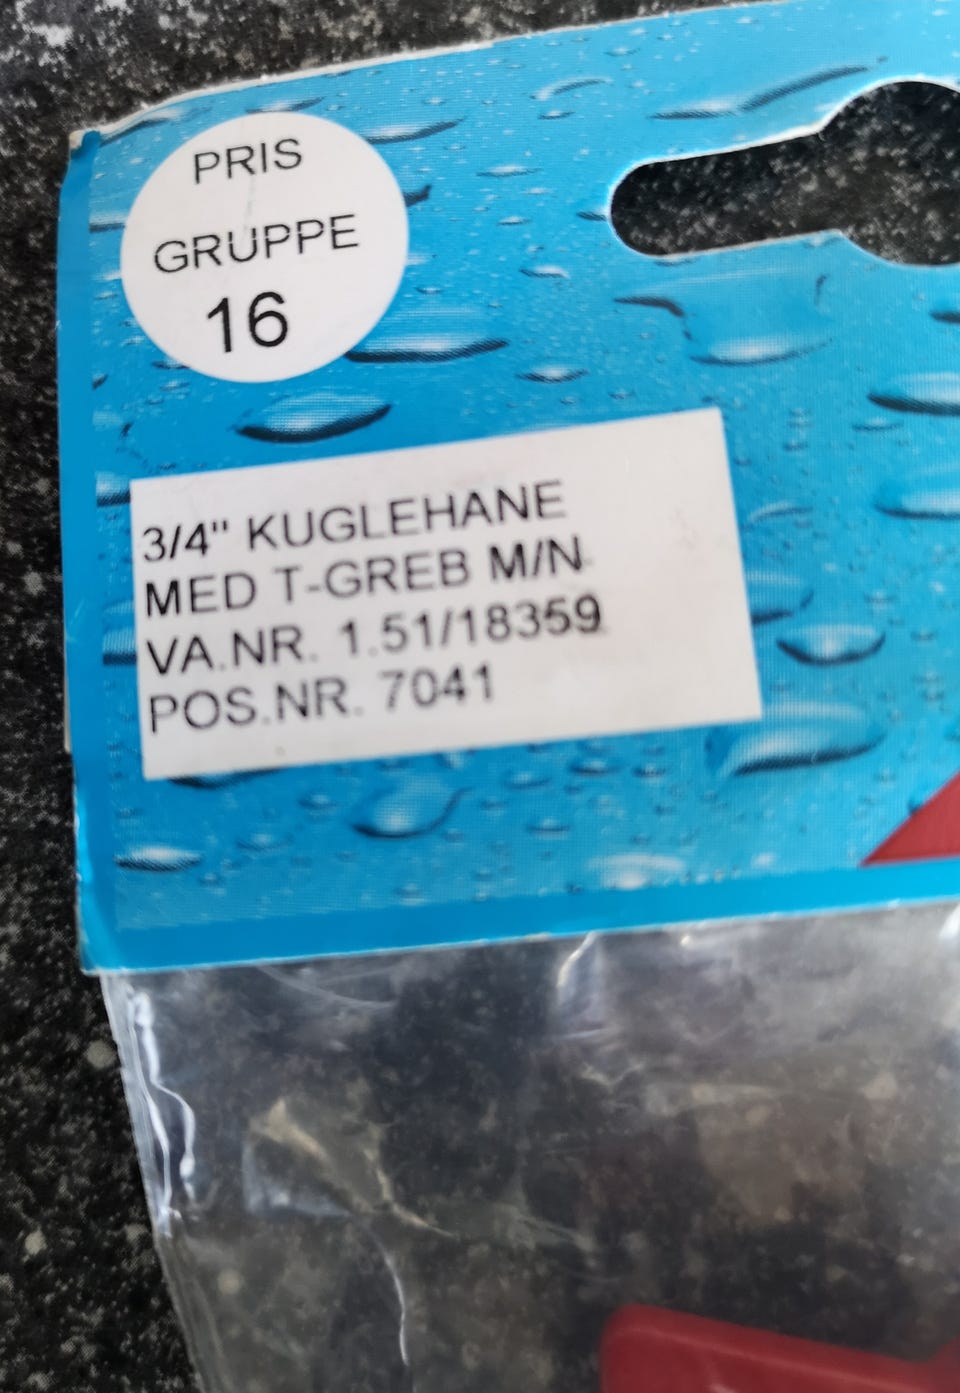 PRIS
GRUPPE
16
3/4" KUGLEHANE
MED T-GREB M/N
VA.NR. 1.51/18359
POS.NR. 7041